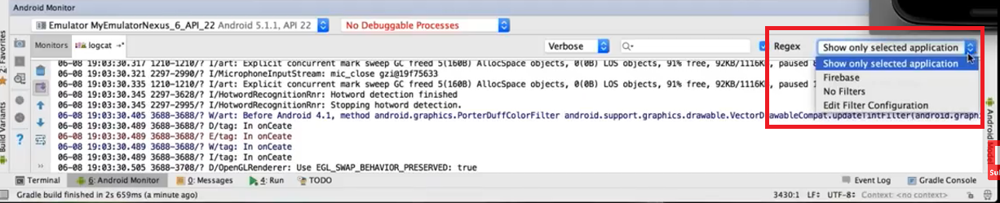 Android Monitor
Emulator MyEmulatorNexus_6_API_22 Android 5.1.1, API 22 No Debuggable Processes
Monitors logcat Verbose Regex Show only selected application
Show only selected application
Firebase
No Filters
Edit Filter Configuration
06-08 19:03:30.317 1210-1210/? I/art: Explicit concurrent mark sweep GC freed 5(160B) AllocSpace objects, 0(0B) LOS objects, 91% free, 92KB/1116K, paused
06-08 19:03:30.321 2297-2990/? I/MicrophoneInputStream: mic_close gzi@19f75633
06-08 19:03:30.335 1210-1210/? I/art: Explicit concurrent mark sweep GC freed 5(160B) AllocSpace objects, 0(0B) LOS objects, 91% free, 92KB/1116K, paused
06-08 19:03:30.345 2297-3628/? I/HotwordRecognitionRnr: Hotword detection finished
06-08 19:03:30.345 2297-2995/? I/HotwordRecognitionRnr: Stopping hotword detection.
06-08 19:03:30.405 3688-3688/? W/art: Before Android 4.1, method android.graphics.PorterDuffColorFilter android.support.graphics.drawable.VectorDrawableCompat.updateTintFilter(android.graph
06-08 19:03:30.489 3688-3688/? D/tag: In onCeate
06-08 19:03:30.489 3688-3688/? E/tag: In onCeate
06-08 19:03:30.489 3688-3688/? W/tag: In onCeate
06-08 19:03:30.489 3688-3688/? I/tag: In onCeate
06-08 19:03:30.505 3688-3708/? D/OpenGLRenderer: Use EGL_SWAP_BEHAVIOR_PRESERVED: true
2: Favorites
Build Variants
Android Model
Terminal 6: Android Monitor 0: Messages 4: Run TODO Event Log Gradle Console
Gradle build finished in 2s 659ms (a minute ago) 3430:1 LF÷ UTF-8÷ Context: <no context>